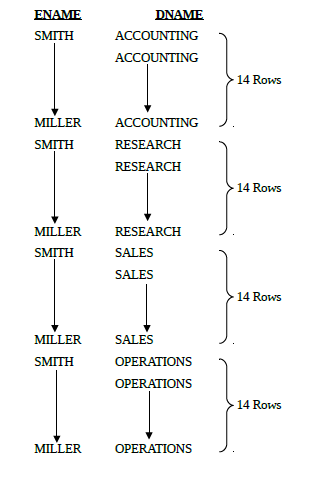 ENAME DNAME
SMITH ACCOUNTING
ACCOUNTING
14 Rows
MILLER ACCOUNTING
SMITH RESEARCH
RESEARCH
14 Rows
MILLER RESEARCH
SMITH SALES
SALES
14 Rows
MILLER SALES
SMITH OPERATIONS
OPERATIONS
14 Rows
MILLER OPERATIONS